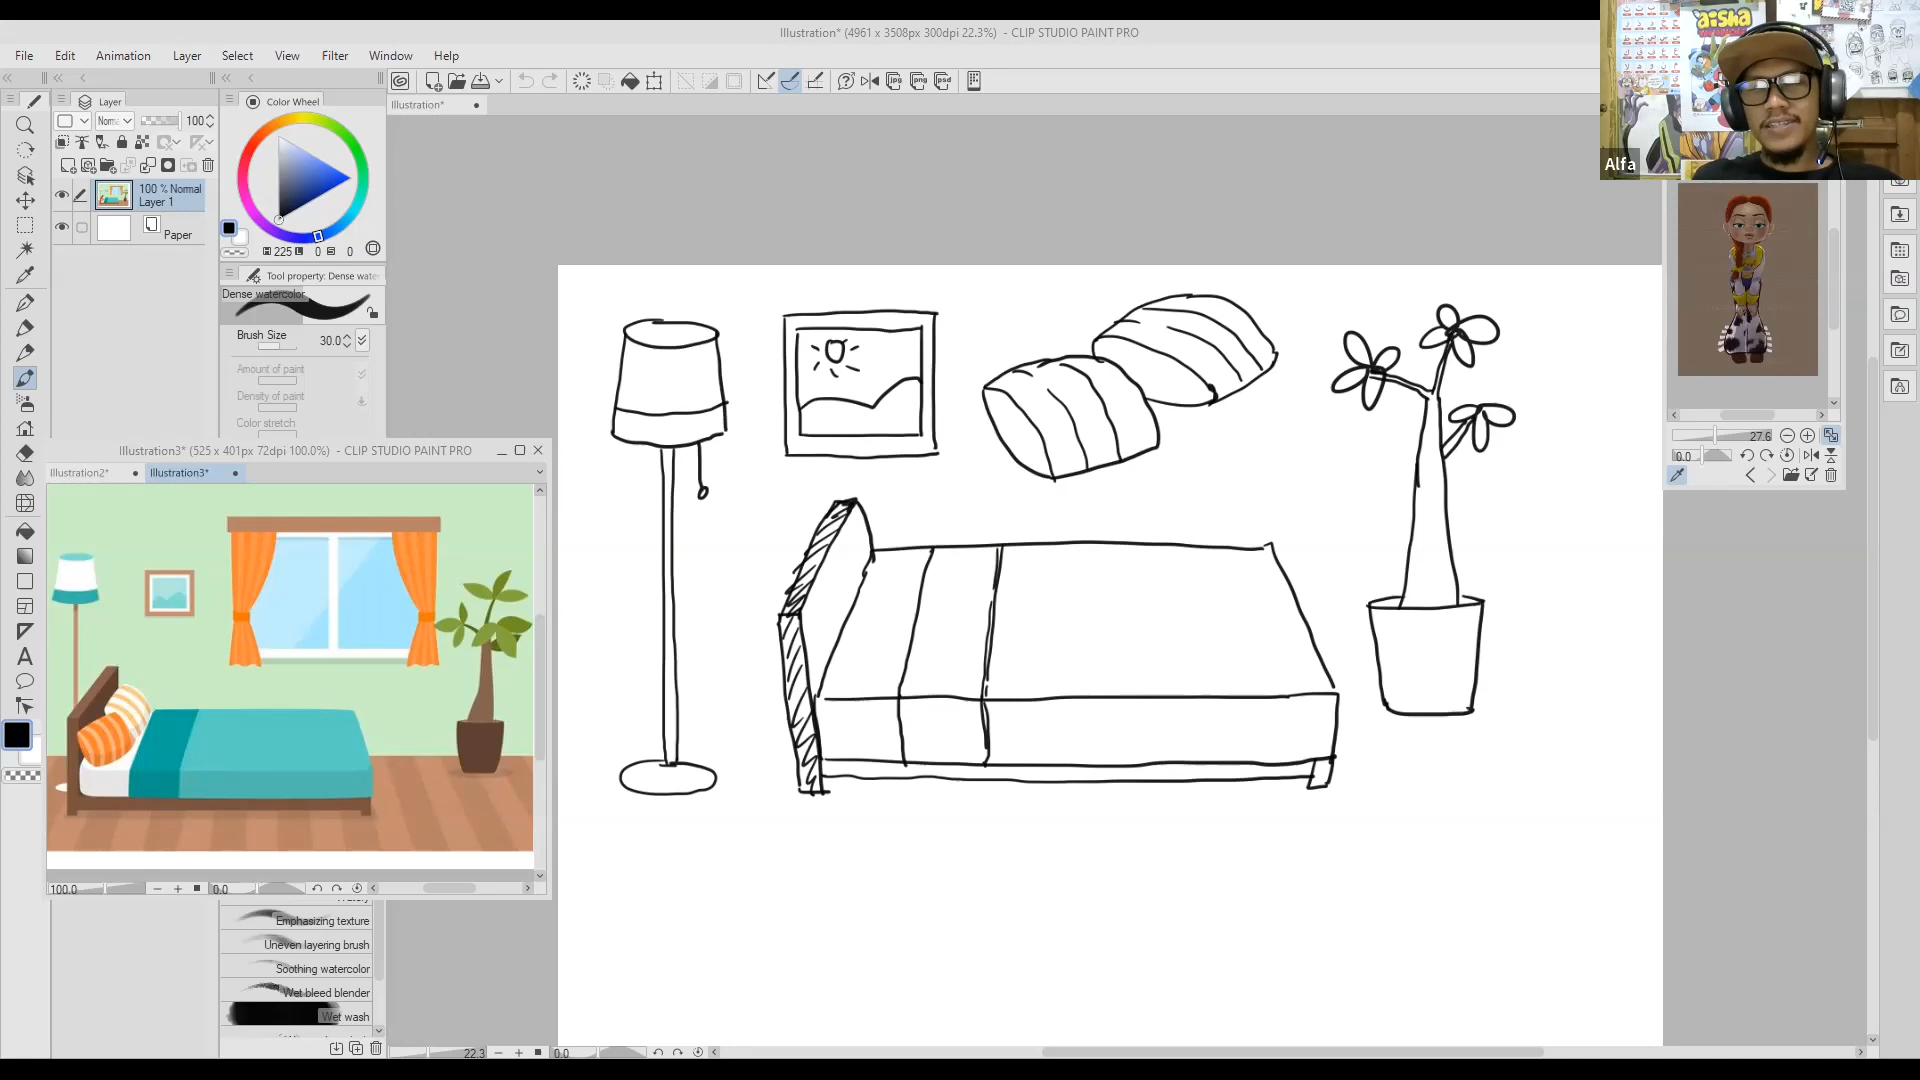 Illustration* (4961 x 3508px 300dpi 22.3%) - CLIP STUDIO PAINT PRO
File Edit Animation Layer Select View Filter Window Help
Layer
Color Wheel
Illustration*
Norm 100
100 % Normal
Layer 1
Paper
225 0 0
Tool property: Dense water
Dense watercolor
Brush Size 30.0
Amount of paint
Density of paint
Color stretch
Illustration3* (525 x 401px 72dpi 100.0%) - CLIP STUDIO PAINT PRO
Illustration2*
Illustration3*
100.0
0.0
Emphasizing texture
Uneven layering brush
Soothing watercolor
Wet bleed blender
Wet wash
22.3
0.0
aisha
Alfa
27.6
0.0